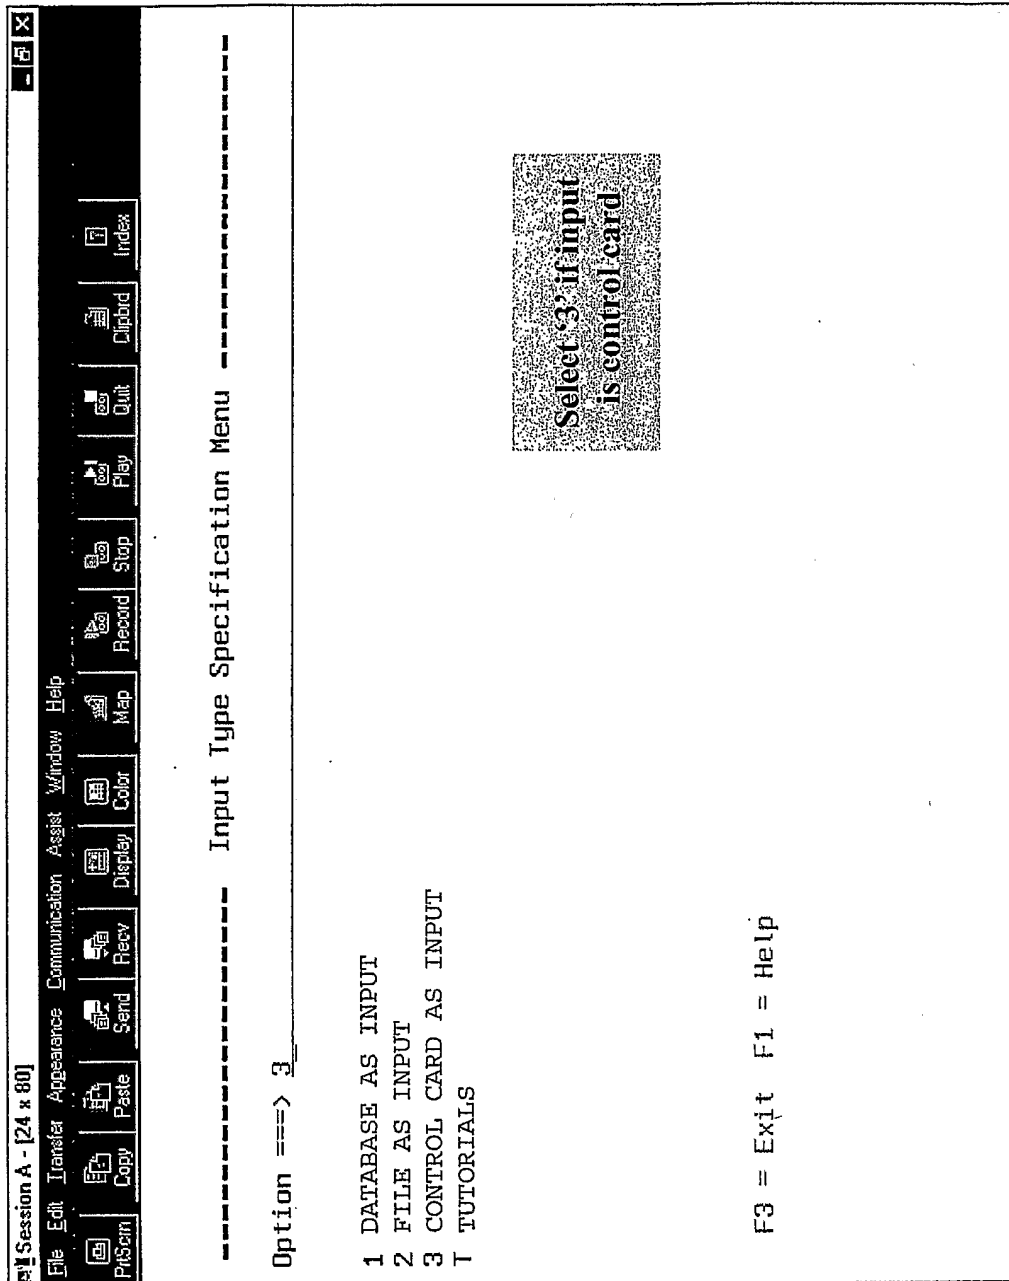 Session A - [24 x 80]
File Edit Transfer Appearance Communication Assist Window Help
PrtScrn Copy Paste Send Recv Display Color Map Record Stop Play Quit Clipbrd Index
------------------------ Input Type Specification Menu ----------------------
Option ===> 3_
1 DATABASE AS INPUT
2 FILE AS INPUT
3 CONTROL CARD AS INPUT
T TUTORIALS
Select ‘3’ if input
is control card
F3 = Exit F1 = Help